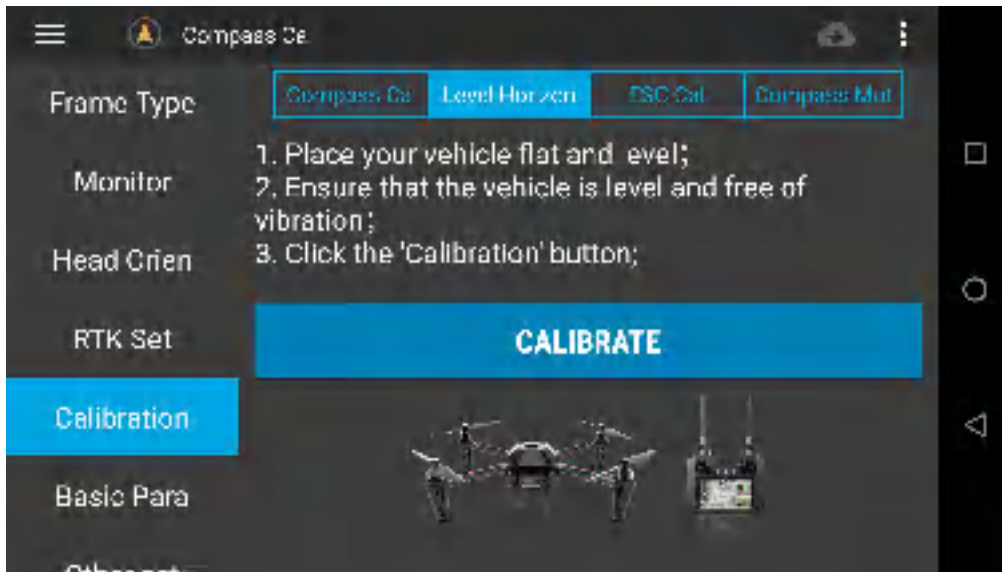 Compass Ca
Frame Type
Monitor
Head Orien
RTK Set
Calibration
Basic Para
Compass Ca
Level Horizon
ESC Cal
Compass Mot
1. Place your vehicle flat and level;
2. Ensure that the vehicle is level and free of
vibration;
3. Click the 'Calibration' button;
CALIBRATE